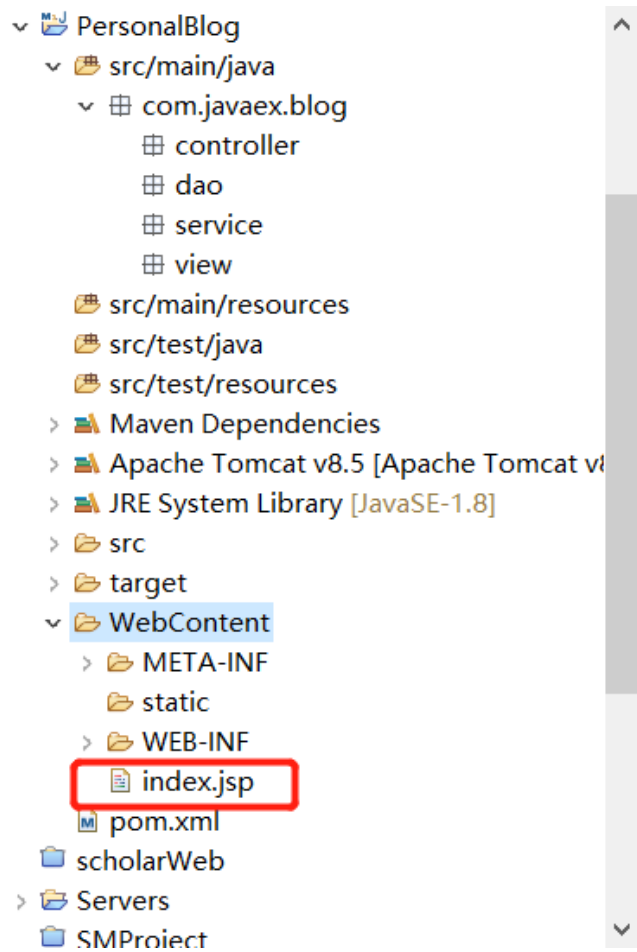 PersonalBlog
src/main/java
com.javaex.blog
controller
dao
service
view
src/main/resources
src/test/java
src/test/resources
Maven Dependencies
Apache Tomcat v8.5 [Apache Tomcat v8
JRE System Library [JavaSE-1.8]
src
target
WebContent
META-INF
static
WEB-INF
index.jsp
pom.xml
scholarWeb
Servers
SMProject